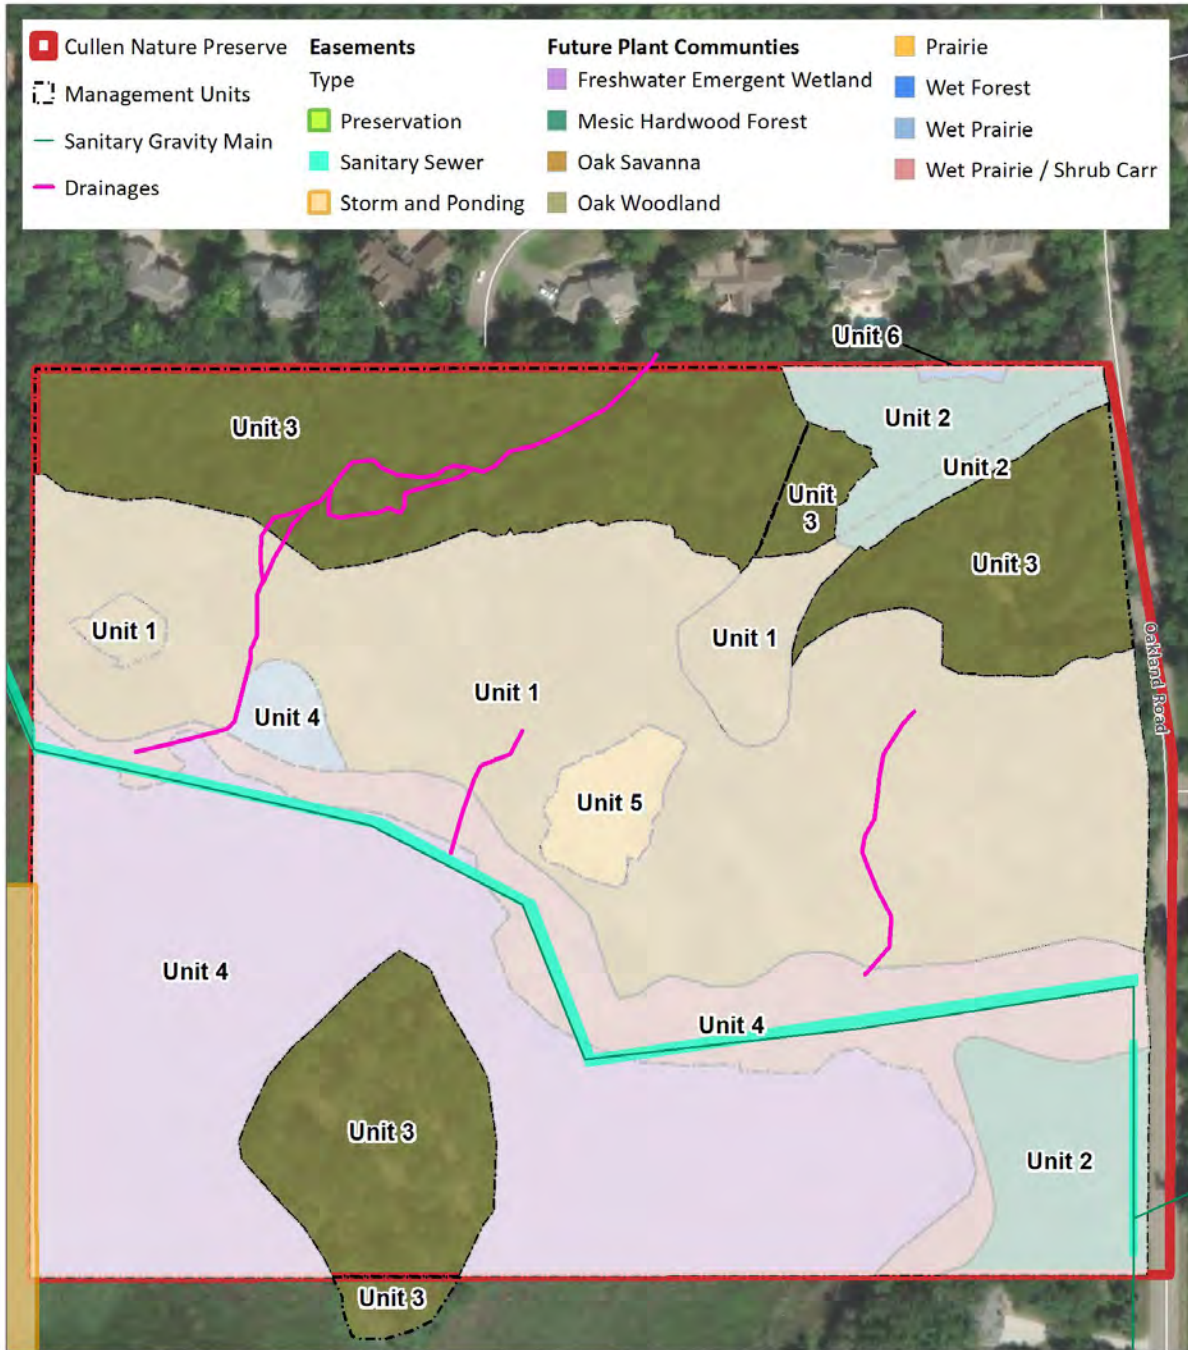 Cullen Nature Preserve
Management Units
Sanitary Gravity Main
Drainages
Easements
Type
Preservation
Sanitary Sewer
Storm and Ponding
Future Plant Communties
Freshwater Emergent Wetland
Mesic Hardwood Forest
Oak Savanna
Oak Woodland
Prairie
Wet Forest
Wet Prairie
Wet Prairie / Shrub Carr
Unit 6
Unit 3
Unit 2
Unit 2
Unit
3
Unit 3
Unit 1
Unit 1
Oakland Road
Unit 1
Unit 4
Unit 5
Unit 4
Unit 4
Unit 3
Unit 2
Unit 3